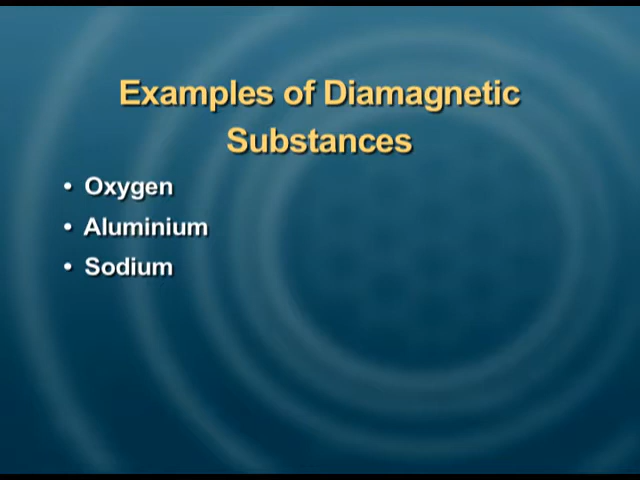 Examples of Diamagnetic
Substances
• Oxygen
• Aluminium
• Sodium